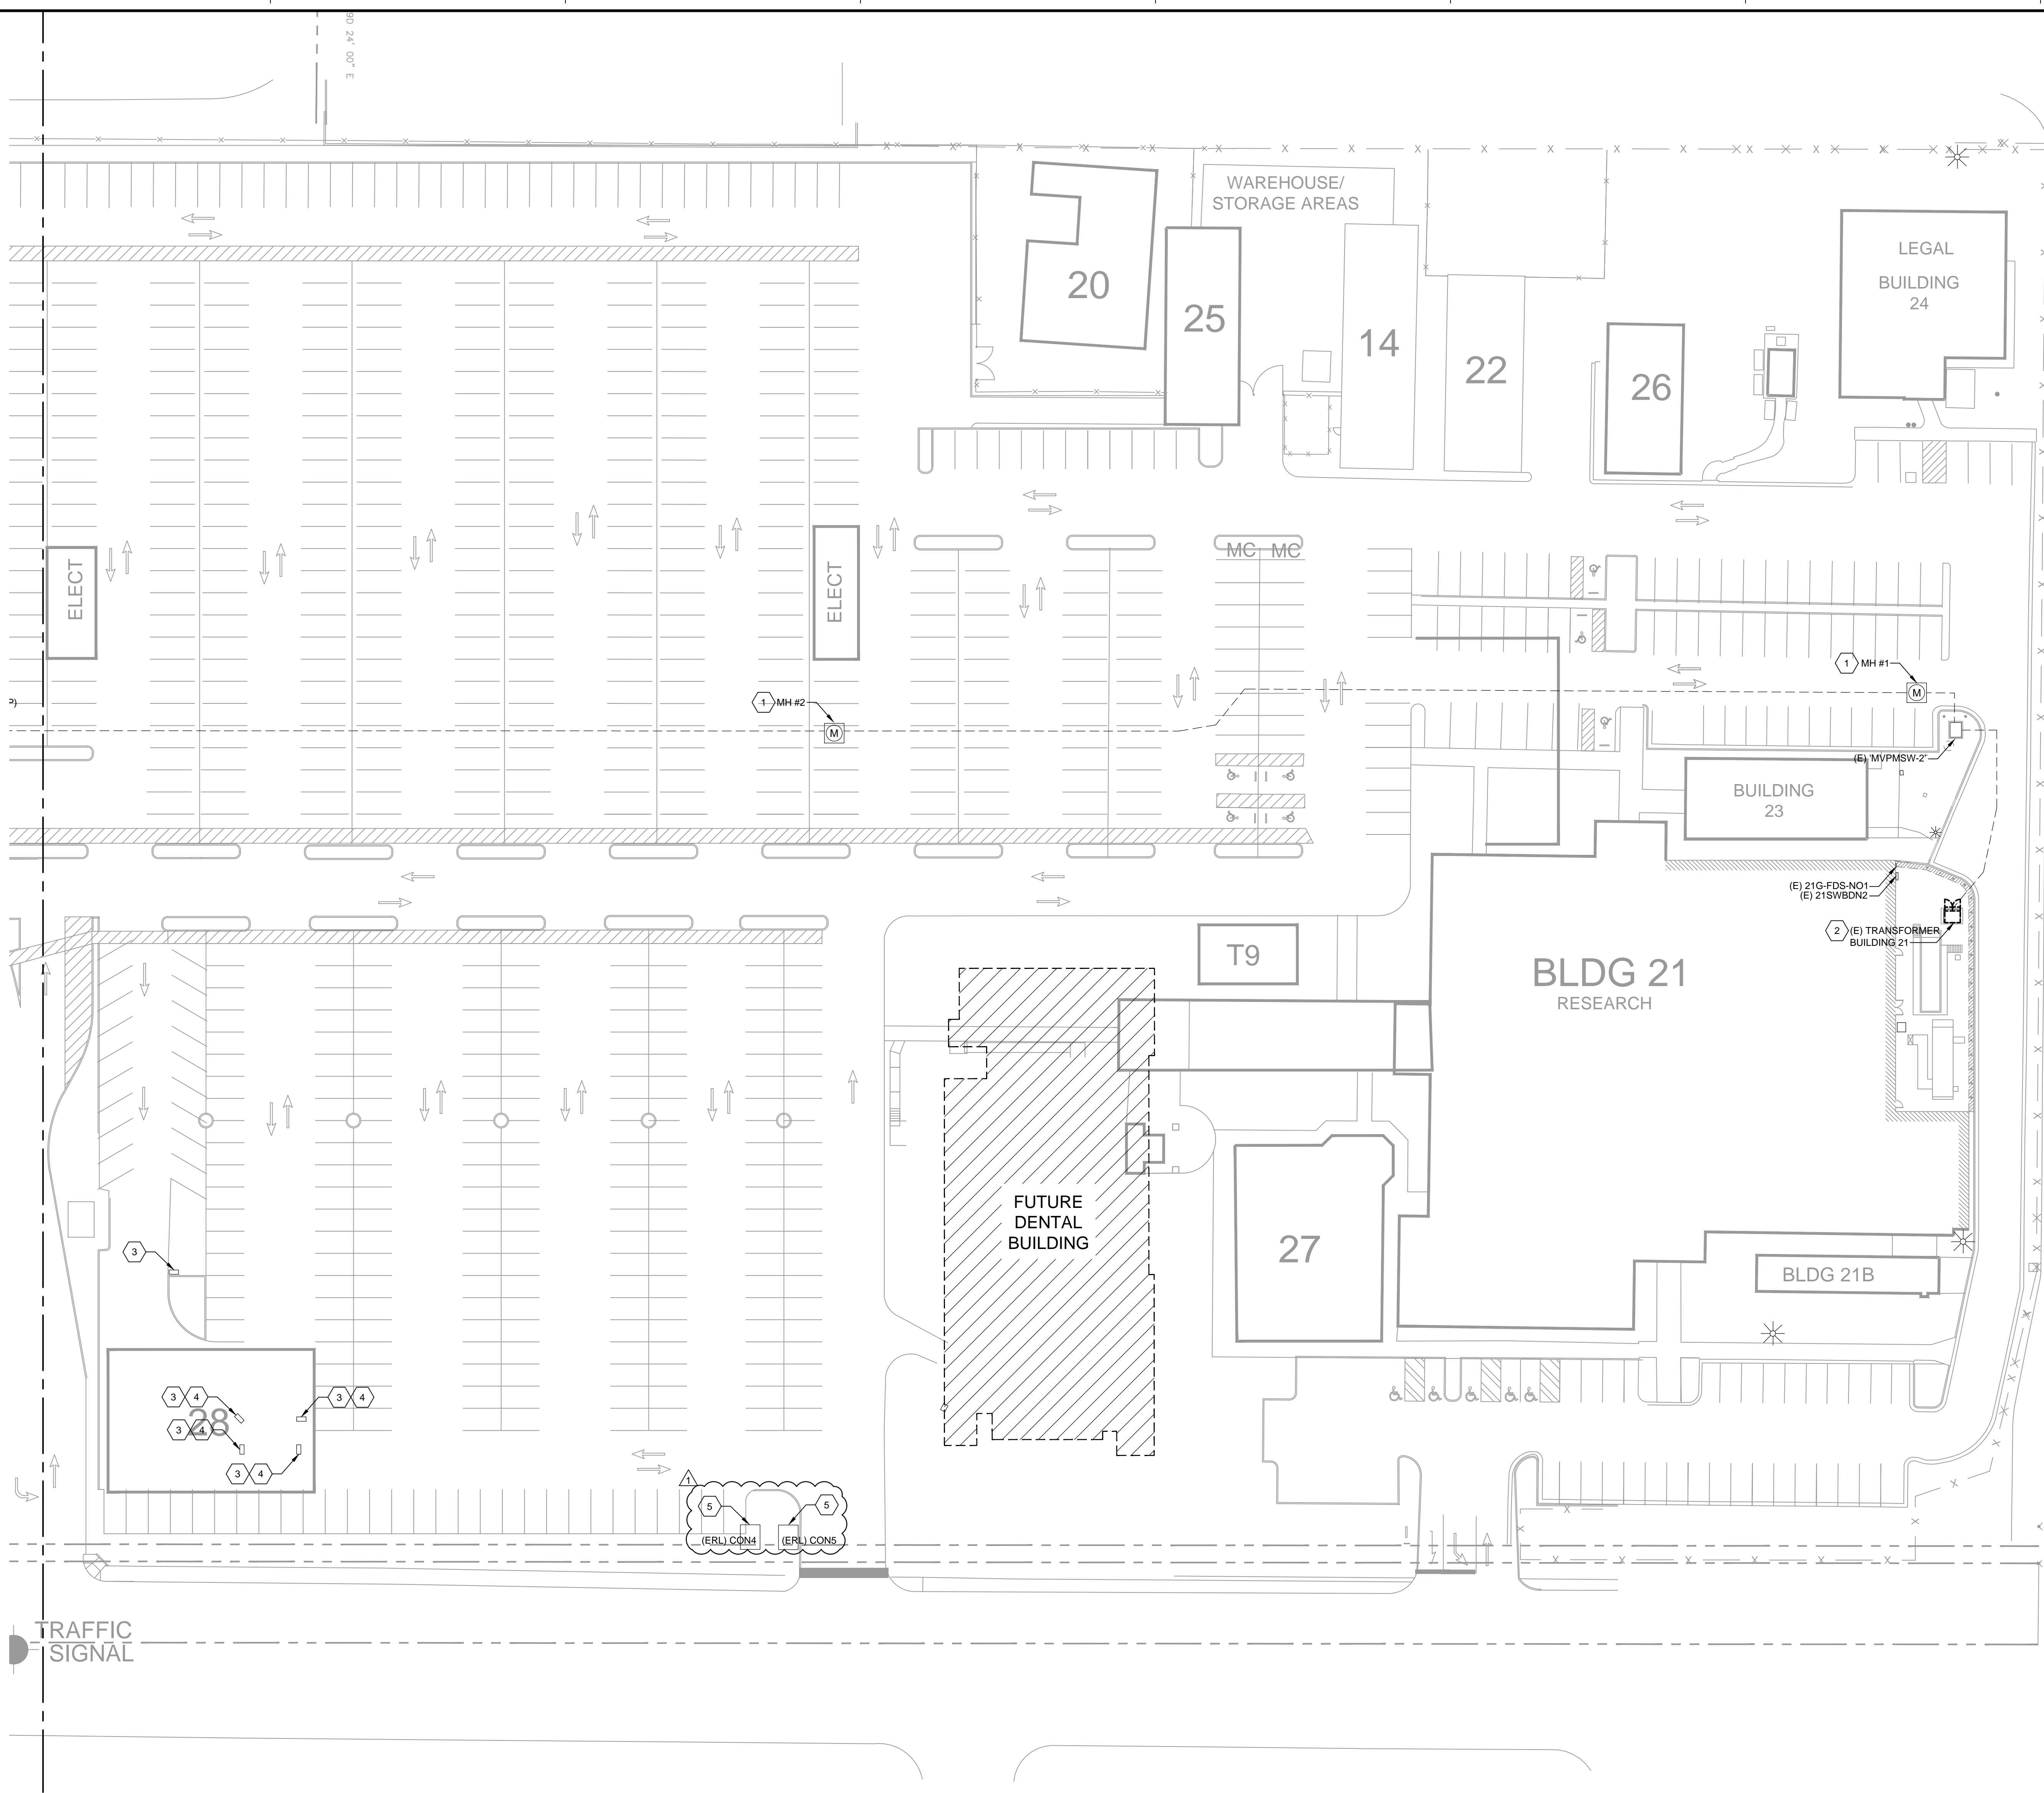 9D 24' 00" E
WAREHOUSE/
STORAGE AREAS
20
25
14
22
26
LEGAL
BUILDING
24
ELECT
ELECT
MC MC
1 MH #1
M
P)
1 MH #2
M
(E) 'MVPMSW-2'
BUILDING
23
(E) 21G-FDS-NO1
(E) 21SWBDN2
2 (E) TRANSFORMER
BUILDING 21
T9
BLDG 21
RESEARCH
FUTURE
DENTAL
BUILDING
27
BLDG 21B
3
3 4
3 4
28
3 4
3 4
1
5
5
(ERL) CON4
(ERL) CON5
TRAFFIC
SIGNAL